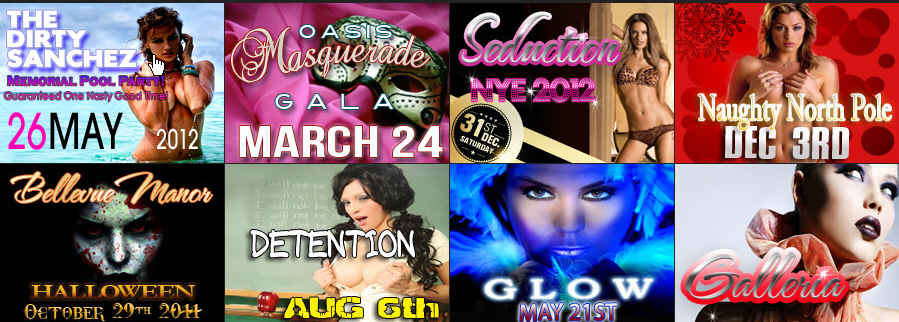 THE
DIRTY
SANCHEZ
MEMORIAL POOL PARTY!
Guaranteed One Nasty Good Time!
26MAY 2012
OASIS
Masquerade
GALA
MARCH 24
Seduction
NYE 2012
31ST
DEC.
SATURDAY
Naughty North Pole
DEC 3RD
Bellevue Manor
HALLOWEEN
OCTOBER 29TH 2011
DETENTION
AUG 6th
GLOW
MAY 21ST
Galleria